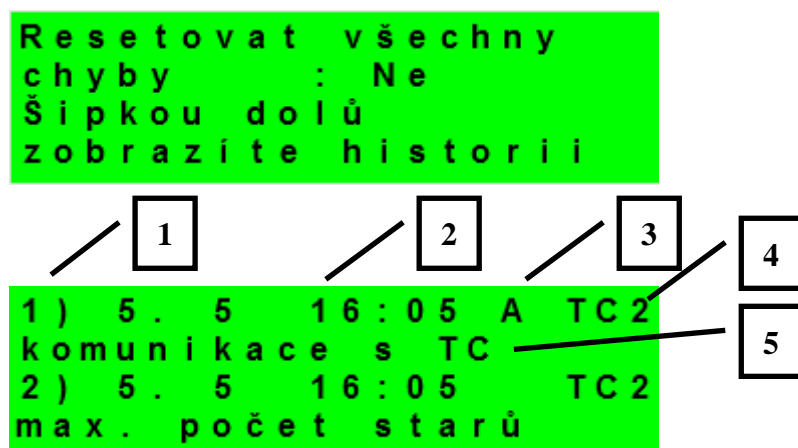 Resetovat všechny
chyby : Ne
Šipkou dolů
zobrazíte historii
1 2 3 4
1) 5. 5 16:05 A TC2
komunikace s TC 5
2) 5. 5 16:05 TC2
max. počet starů